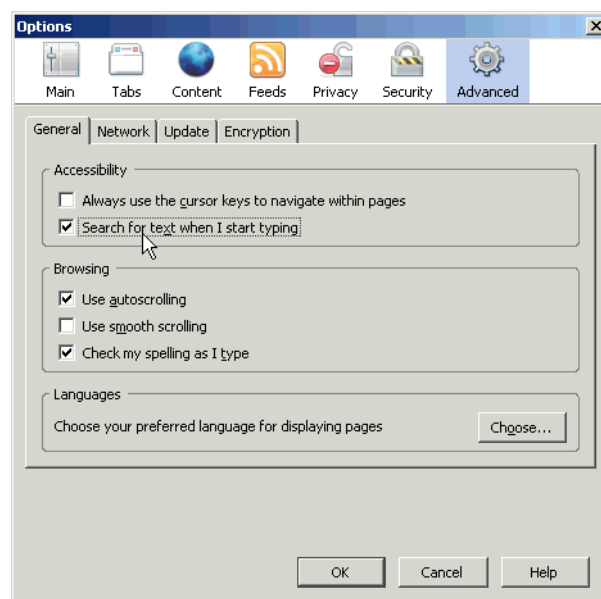 Options
Main Tabs Content Feeds Privacy Security Advanced
General Network Update Encryption
Accessibility
Always use the cursor keys to navigate within pages
Search for text when I start typing
Browsing
Use autoscrolling
Use smooth scrolling
Check my spelling as I type
Languages
Choose your preferred language for displaying pages Choose...
OK Cancel Help